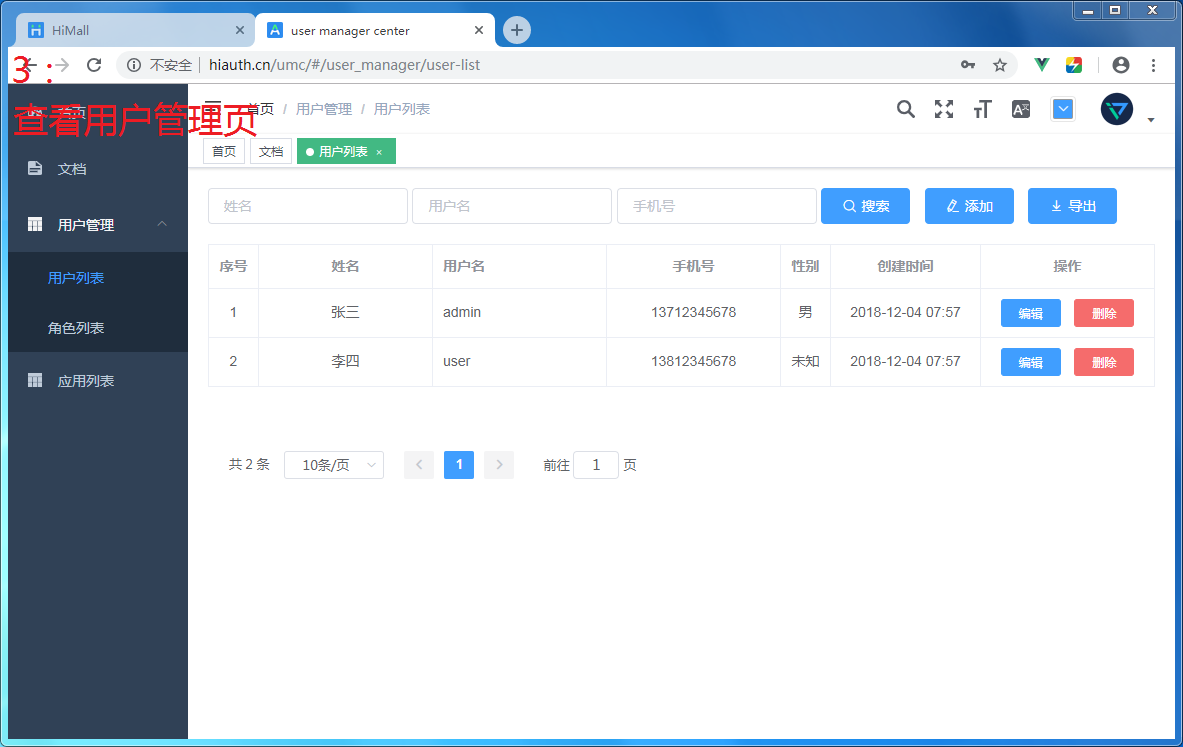 HiMall
user manager center
3：
不安全 hiauth.cn/umc/#/user_manager/user-list
查看用户管理页
首页
文档
用户管理
用户列表
角色列表
应用列表
首页 / 用户管理 / 用户列表
首页 文档 用户列表 ×
姓名 用户名 手机号 搜索 添加 导出
序号 姓名 用户名 手机号 性别 创建时间 操作
1 张三 admin 13712345678 男 2018-12-04 07:57 编辑 删除
2 李四 user 13812345678 未知 2018-12-04 07:57 编辑 删除
共 2 条 10条/页 1 前往 1 页